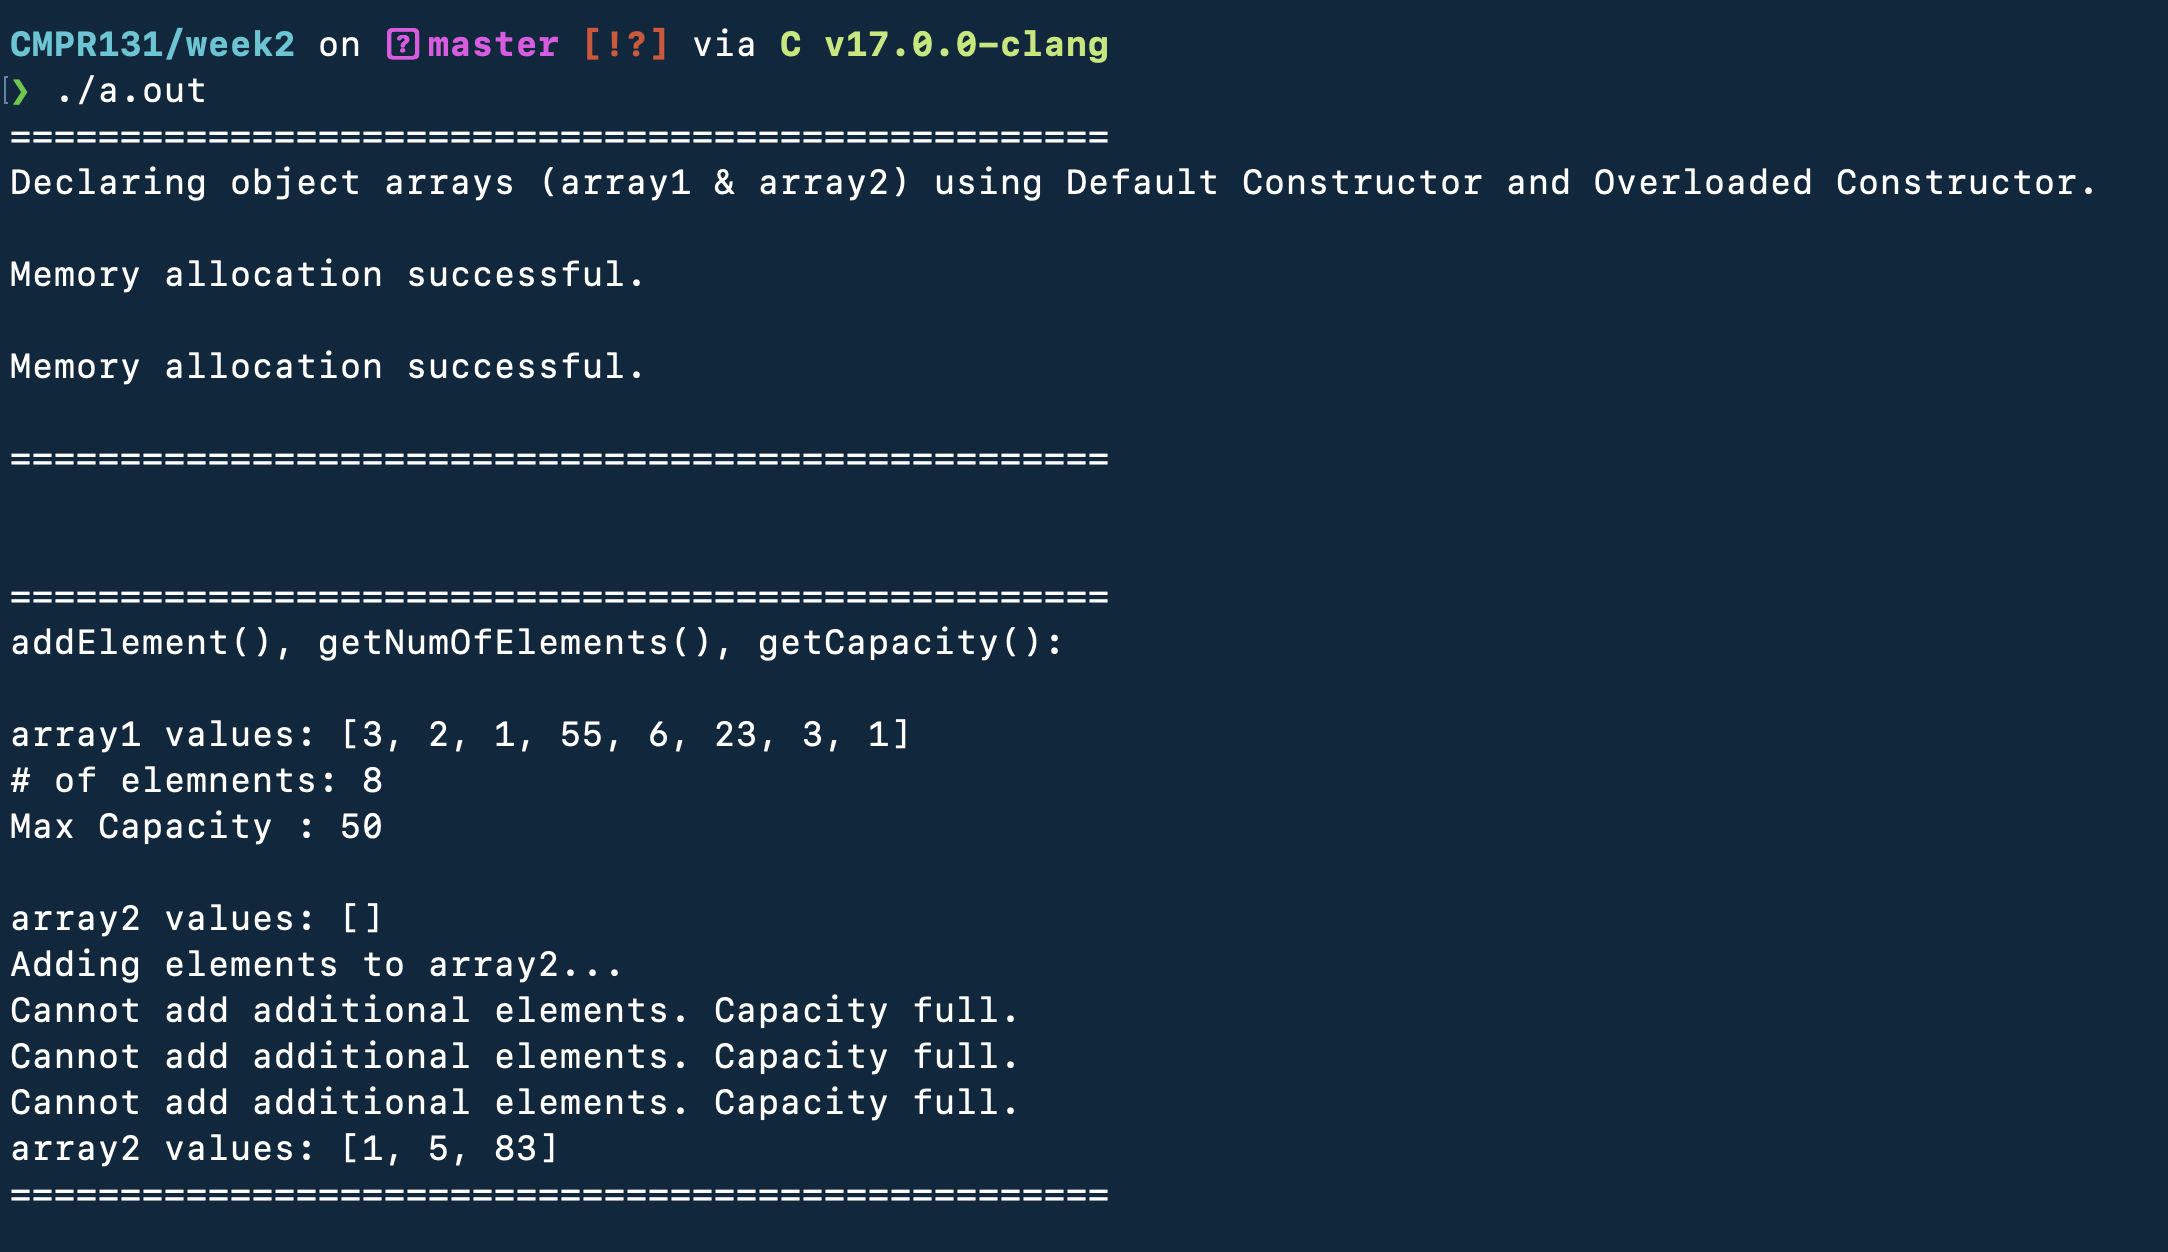 CMPR131/week2 on [?]master [!?] via C v17.0.0-clang
[❯ ./a.out
==================================================
Declaring object arrays (array1 & array2) using Default Constructor and Overloaded Constructor.
Memory allocation successful.
Memory allocation successful.
==================================================
==================================================
addElement(), getNumOfElements(), getCapacity():
array1 values: [3, 2, 1, 55, 6, 23, 3, 1]
# of elemnents: 8
Max Capacity : 50
array2 values: []
Adding elements to array2...
Cannot add additional elements. Capacity full.
Cannot add additional elements. Capacity full.
Cannot add additional elements. Capacity full.
array2 values: [1, 5, 83]
==================================================